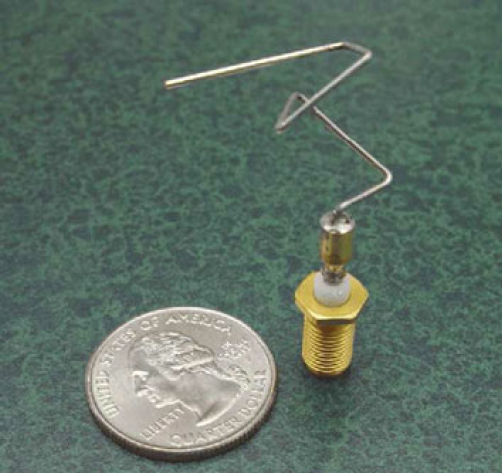 UNITED STATES OF AMERICA
LIBERTY
QUARTER DOLLAR